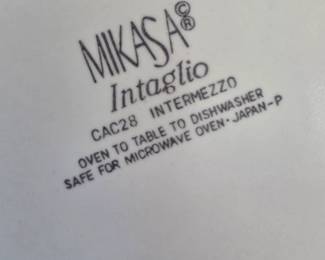 MIKASA©®
Intaglio
CAC28 INTERMEZZO
OVEN TO TABLE TO DISHWASHER
SAFE FOR MICROWAVE OVEN·JAPAN-P